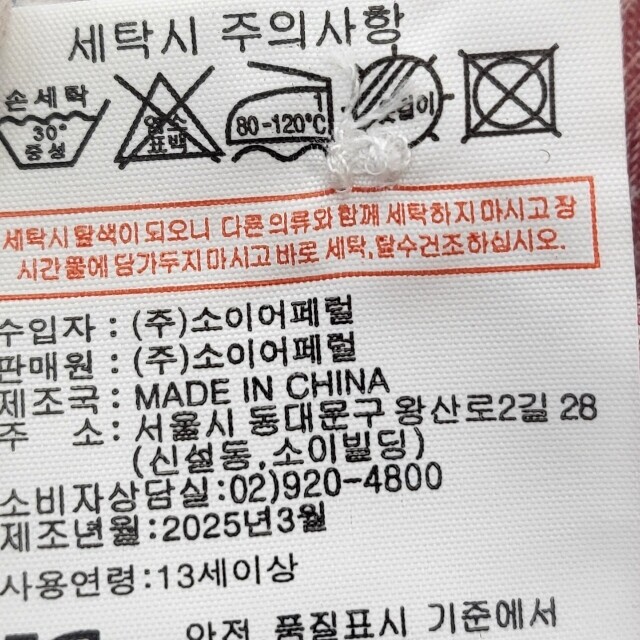 세탁시 주의사항
손세탁
30°
중성
염소
표백
1
80-120°C
세탁시 탈색이 되오니 다른 의류와 함께 세탁하지 마시고 장
시간 물에 담가두지 마시고 바로 세탁,탈수건조하십시오.
수입자 : (주)소이어패럴
판매원 : (주)소이어패럴
제조국 : MADE IN CHINA
주 소 : 서울시 동대문구 왕산로2길 28
(신설동,소이빌딩)
소비자상담실:02)920-4800
제조년월:2025년3월
사용연령:13세이상
안전 품질표시 기준에서